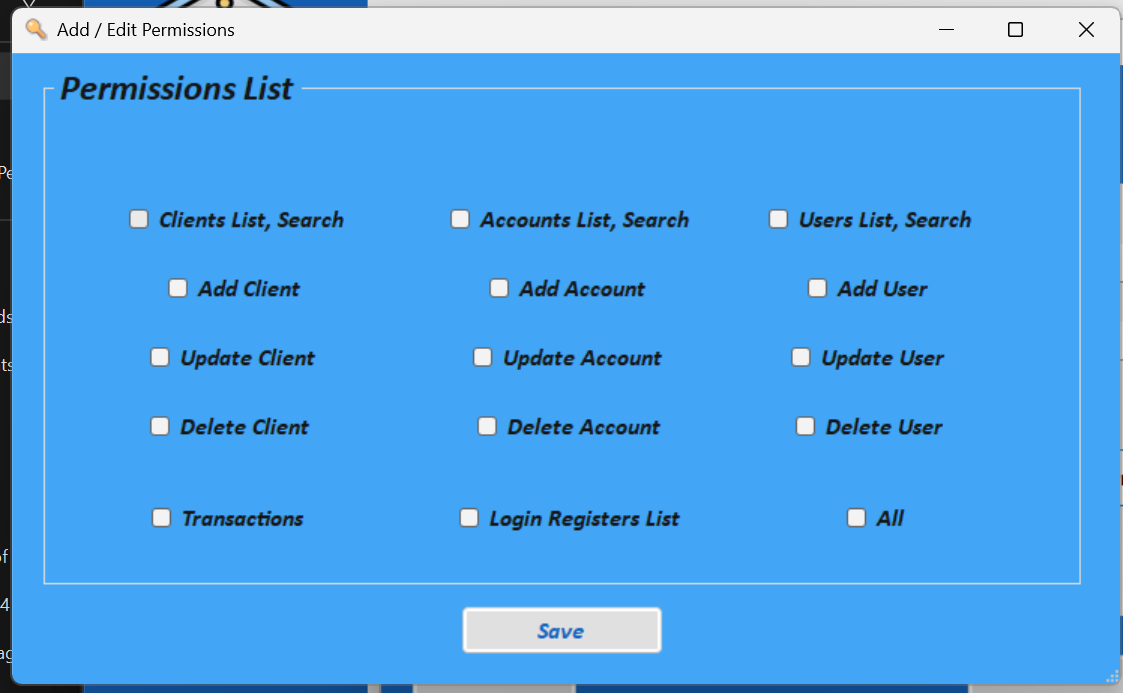 Add / Edit Permissions
Permissions List
Clients List, Search Accounts List, Search Users List, Search
Add Client Add Account Add User
Update Client Update Account Update User
Delete Client Delete Account Delete User
Transactions Login Registers List All
Save